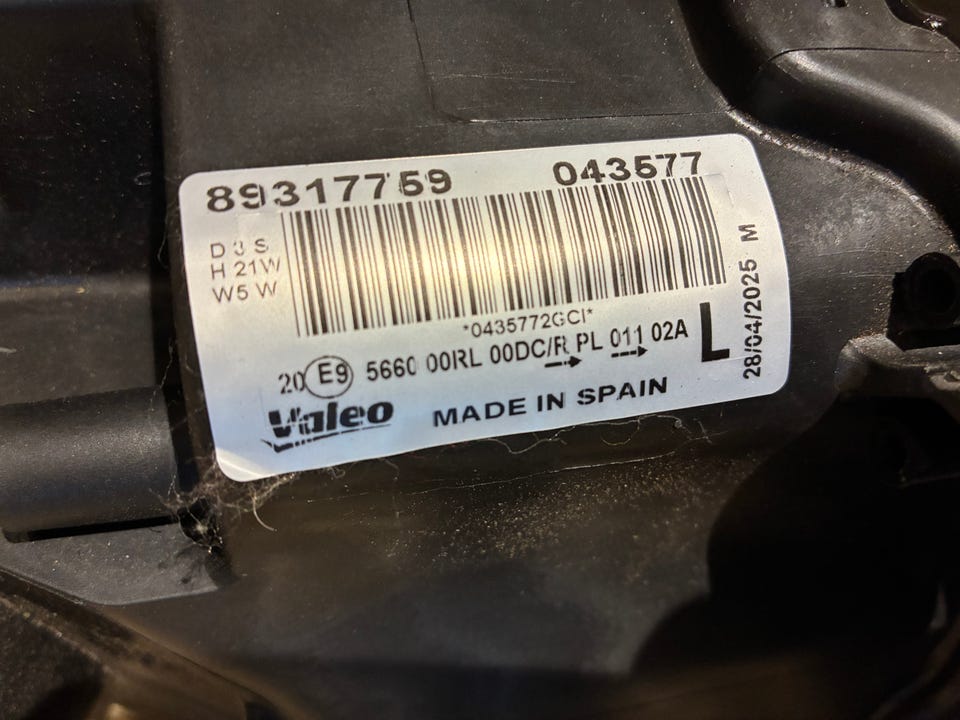 89317759 043577
D3S
H21W
W5W
*0435772GCI*
20 E9 5660 00RL 00DC/R PL 011 02A
L
Valeo MADE IN SPAIN
28/04/2025 M